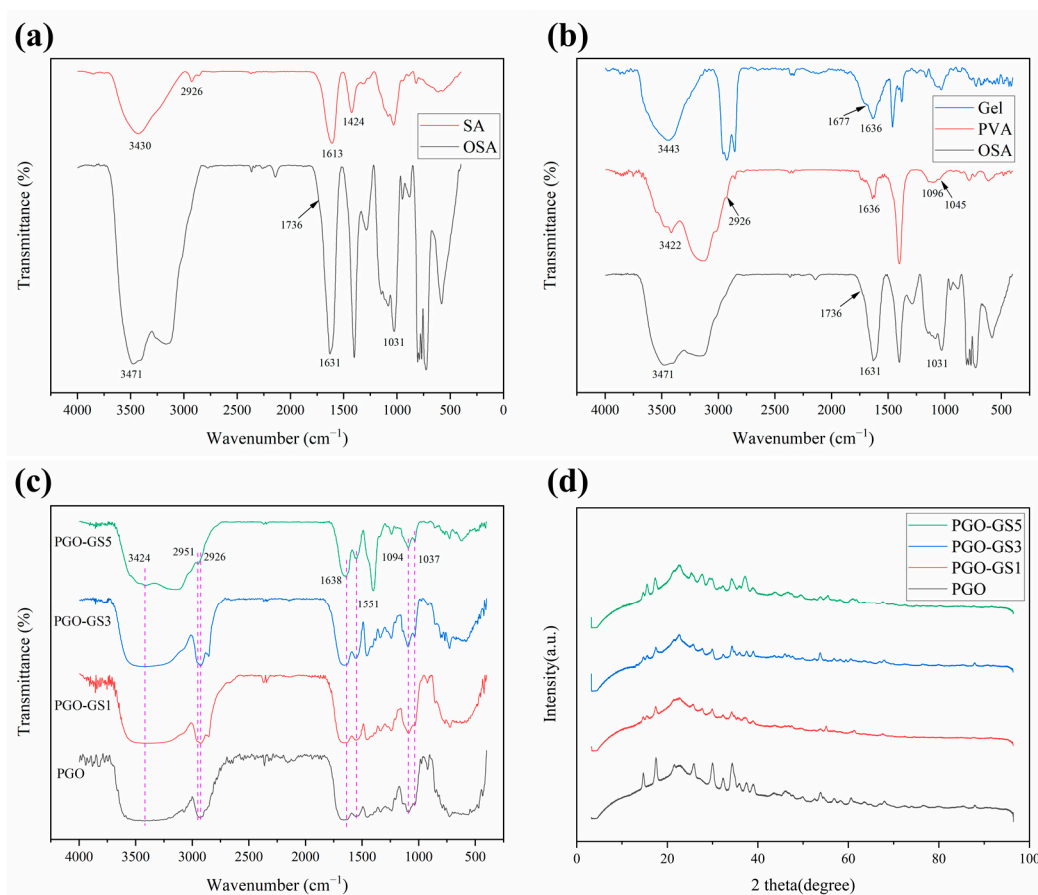 (a)
2926
SA
OSA
1424
3430
1613
1736
1031
1631
3471
Transmittance (%)
4000 3500 3000 2500 2000 1500 1000 500 0
Wavenumber (cm⁻¹)
(b)
Gel
PVA
OSA
1677
1636
3443
1096
1045
1636
2926
3422
1736
1031
1631
3471
Transmittance (%)
4000 3500 3000 2500 2000 1500 1000 500
Wavenumber (cm⁻¹)
(c)
PGO-GS5
3424
2951
2926
1094
1037
1638
1551
PGO-GS3
PGO-GS1
PGO
Transmittance (%)
4000 3500 3000 2500 2000 1500 1000 500
Wavenumber (cm⁻¹)
(d)
PGO-GS5
PGO-GS3
PGO-GS1
PGO
Intensity(a.u.)
0 20 40 60 80 100
2 theta(degree)